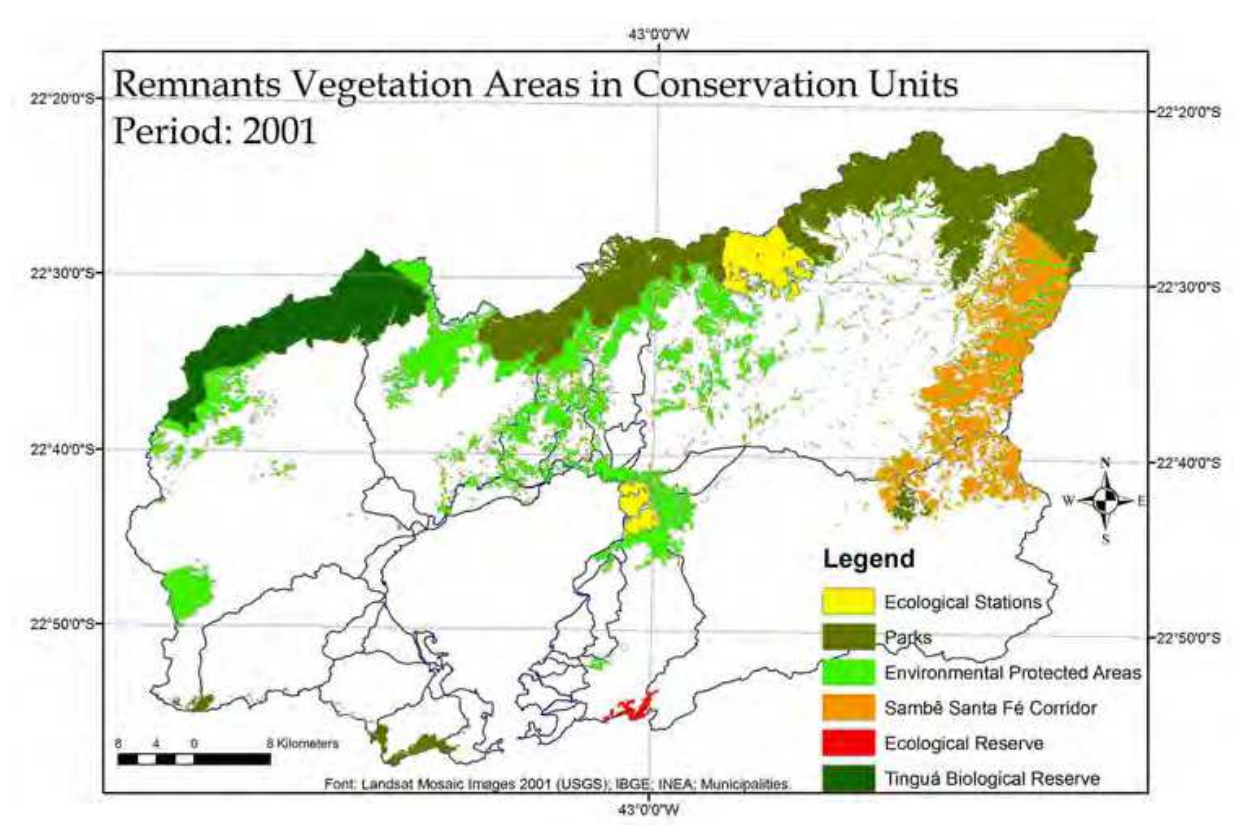 43°0'0"W
Remnants Vegetation Areas in Conservation Units
Period: 2001
22°20'0"S
22°20'0"S
22°30'0"S
22°30'0"S
22°40'0"S
22°40'0"S
N
W E
S
Legend
Ecological Stations
22°50'0"S
Parks
22°50'0"S
Environmental Protected Areas
Sambê Santa Fé Corridor
Ecological Reserve
Tinguá Biological Reserve
8 4 0 8 Kilometers
Font: Landsat Mosaic Images 2001 (USGS); IBGE; INEA; Municipalities.
43°0'0"W